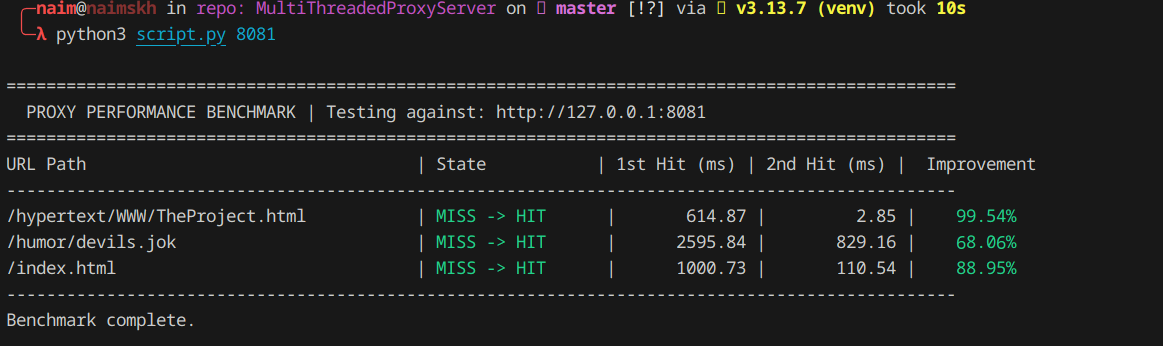 naim@naimskh in repo: MultiThreadedProxyServer on master [!?] via v3.13.7 (venv) took 10s
λ python3 script.py 8081
================================================================================================
PROXY PERFORMANCE BENCHMARK | Testing against: http://127.0.0.1:8081
================================================================================================
URL Path | State | 1st Hit (ms) | 2nd Hit (ms) | Improvement
------------------------------------------------------------------------------------------------
/hypertext/WWW/TheProject.html | MISS -> HIT | 614.87 | 2.85 | 99.54%
/humor/devils.jok | MISS -> HIT | 2595.84 | 829.16 | 68.06%
/index.html | MISS -> HIT | 1000.73 | 110.54 | 88.95%
------------------------------------------------------------------------------------------------
Benchmark complete.